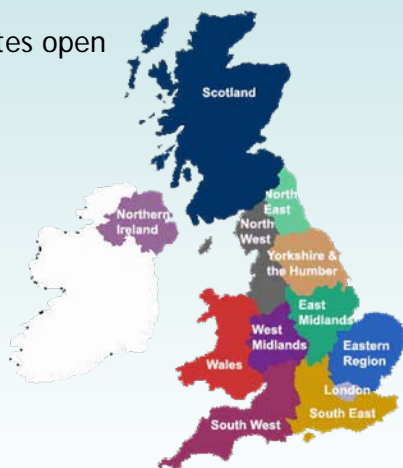 tes open
Scotland
North
East
Northern
Ireland
North
West
Yorkshire &
the Humber
East
Midlands
West
Midlands
Eastern
Region
Wales
London
South East
South West